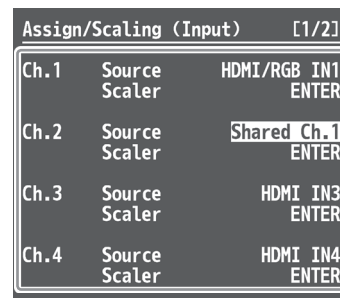 Assign/Scaling (Input) [1/2]
Ch.1 Source HDMI/RGB IN1
Scaler ENTER
Ch.2 Source Shared Ch.1
Scaler ENTER
Ch.3 Source HDMI IN3
Scaler ENTER
Ch.4 Source HDMI IN4
Scaler ENTER